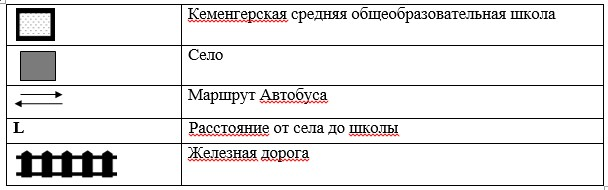 Кеменгерская средняя общеобразовательная школа
Село
Маршрут Автобуса
L Расстояние от села до школы
Железная дорога